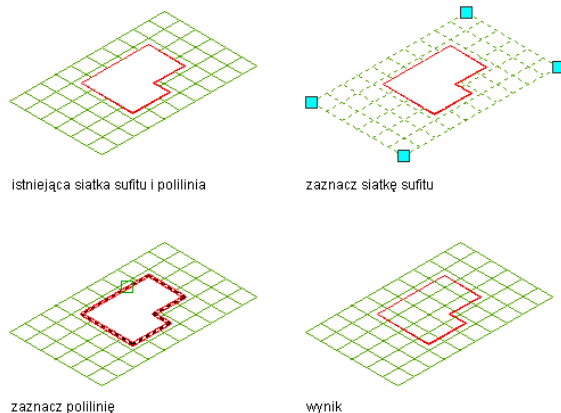 istniejąca siatka sufitu i polilinia
zaznacz siatkę sufitu
zaznacz polilinię
wynik